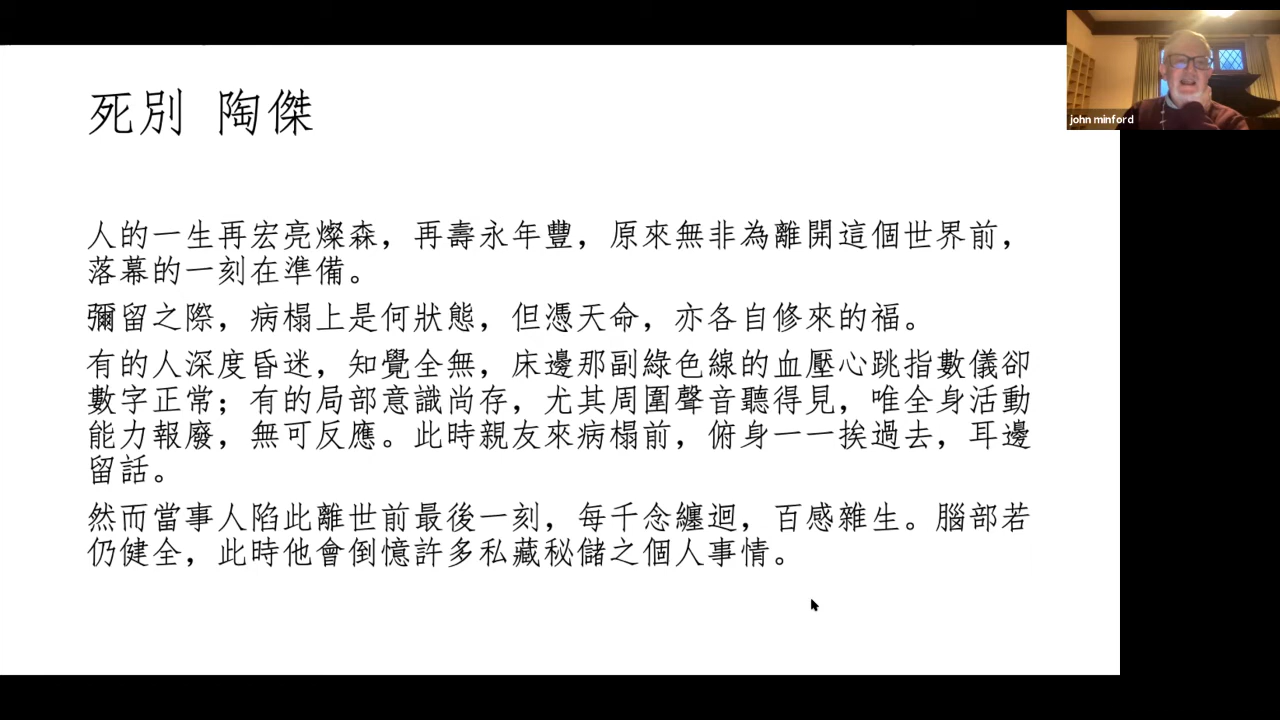 john minford
死別 陶傑
人的一生再宏亮燦森，再壽永年豐，原來無非為離開這個世界前，
落幕的一刻在準備。
彌留之際，病榻上是何狀態，但憑天命，亦各自修來的福。
有的人深度昏迷，知覺全無，床邊那副綠色線的血壓心跳指數儀卻
數字正常；有的局部意識尚存，尤其周圍聲音聽得見，唯全身活動
能力報廢，無可反應。此時親友來病榻前，俯身一一挨過去，耳邊
留話。
然而當事人陷此離世前最後一刻，每千念纏迴，百感雜生。腦部若
仍健全，此時他會倒憶許多私藏秘儲之個人事情。